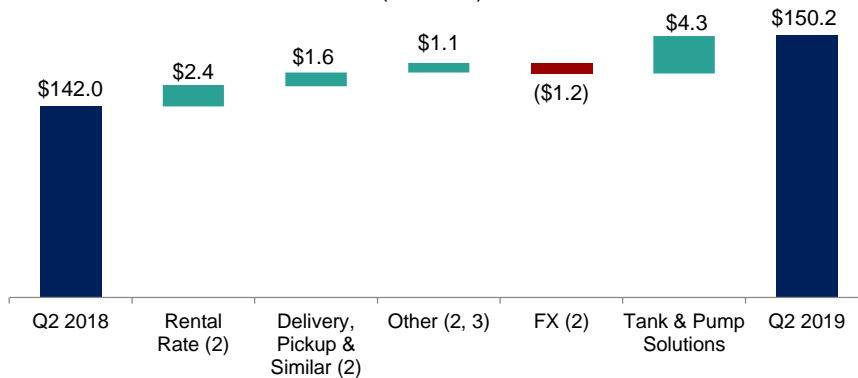 $142.0
$2.4
$1.6
$1.1
($1.2)
$4.3
$150.2
Q2 2018
Rental
Rate (2)
Delivery,
Pickup &
Similar (2)
Other (2, 3)
FX (2)
Tank & Pump
Solutions
Q2 2019